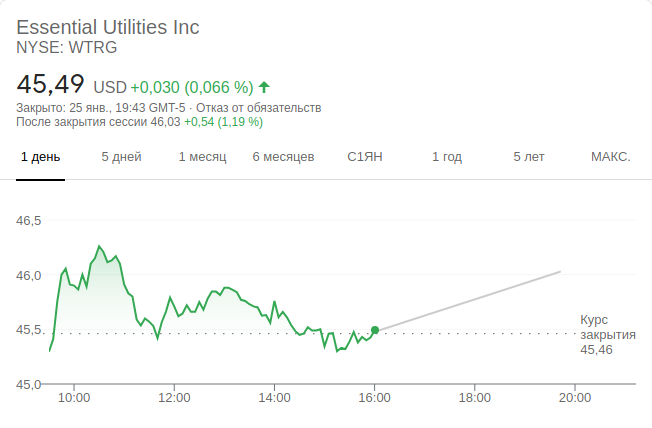 Essential Utilities Inc
NYSE: WTRG
45,49 USD +0,030 (0,066 %)
Закрыто: 25 янв., 19:43 GMT-5 · Отказ от обязательств
После закрытия сессии 46,03 +0,54 (1,19 %)
1 день 5 дней 1 месяц 6 месяцев С1ЯН 1 год 5 лет МАКС.
46,5
46,0
45,5
45,0
Курс
закрытия
45,46
10:00 12:00 14:00 16:00 18:00 20:00